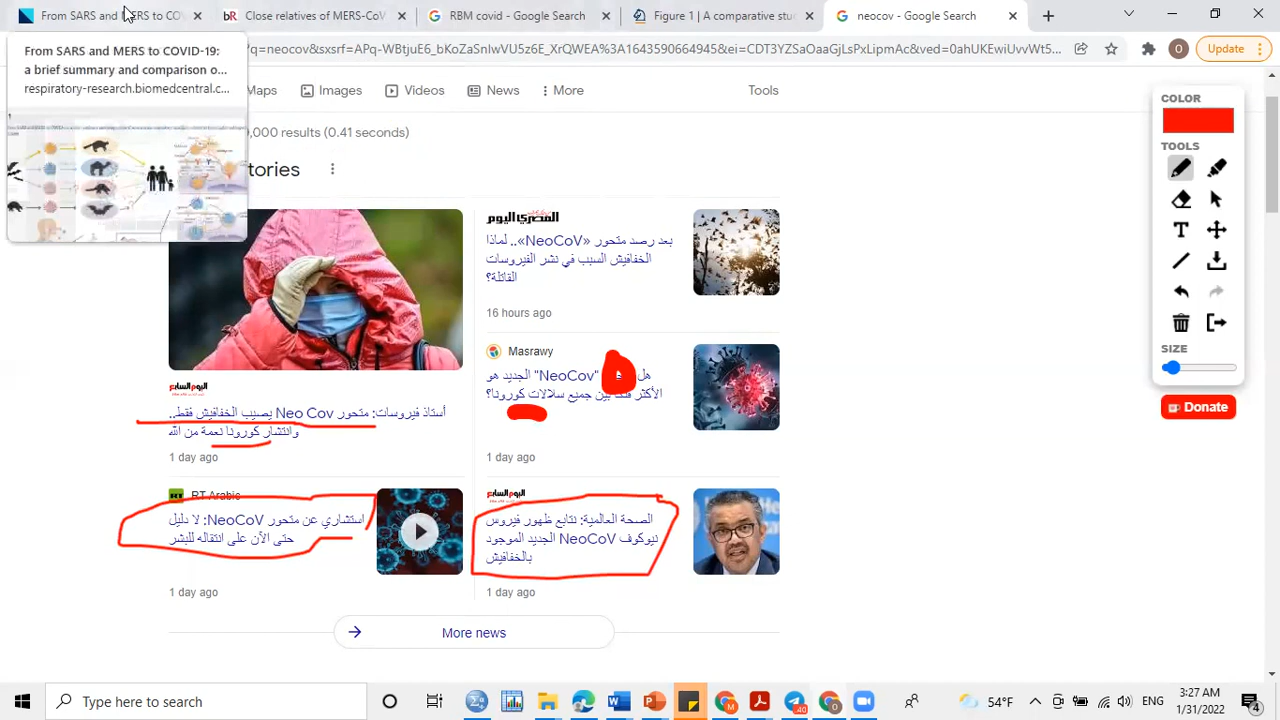 From SARS and MERS to CO
Close relatives of MERS-CoV
RBM covid - Google Search
Figure 1 | A comparative stu
neocov - Google Search
From SARS and MERS to COVID-19:
a brief summary and comparison o...
respiratory-research.biomedcentral.c...
Update
Maps
Images
Videos
News
More
Tools
,000 results (0.41 seconds)
tories
المصري اليوم
بعد رصد متحور «NeoCoV».. لماذا
الخفافيش السبب في نشر الفيروسات
القاتلة؟
16 hours ago
Masrawy
هل "NeoCov" الجديد هو
الأكثر بين جميع سلالات كورونا؟
1 day ago
اليوم السابع
أستاذ فيروسات: متحور Neo Cov يصيب الخفافيش فقط..
وانتشار كورونا نعمة من الله
1 day ago
RT Arabic
استشاري عن متحور NeoCoV: لا دليل
حتى الآن على انتقاله للبشر
1 day ago
اليوم السابع
الصحة العالمية: نتابع ظهور فيروس
نيوكوف NeoCoV الجديد الموجود
بالخفافيش
1 day ago
More news
COLOR
TOOLS
T
SIZE
Donate
Type here to search
54°F
ENG
3:27 AM
1/31/2022